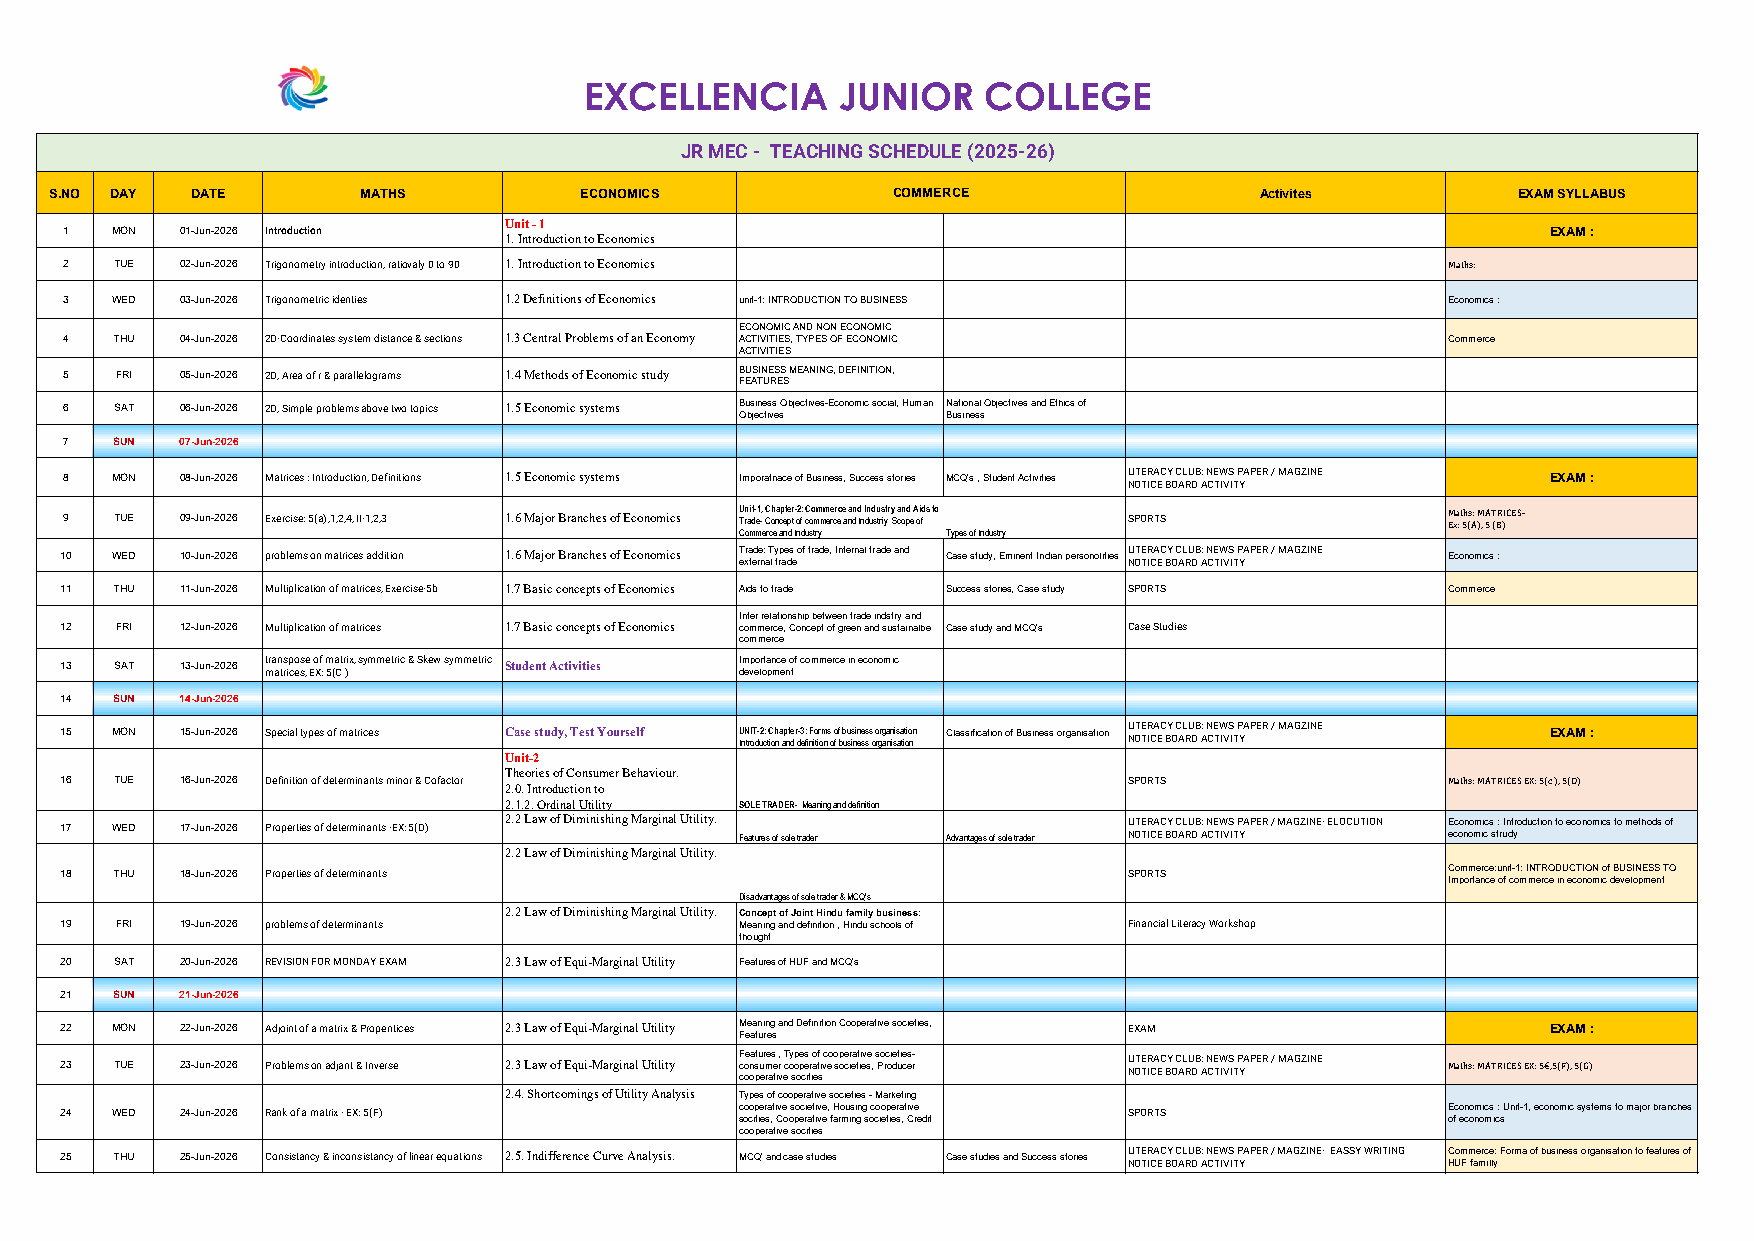 EXCELLENCIA JUNIOR COLLEGE
JR MEC - TEACHING SCHEDULE (2025-26)
S.NO DAY DATE MATHS ECONOMICS COMMERCE Activites EXAM SYLLABUS
1 MON 01-Jun-2026 Introduction Unit - 1
1. Introduction to Economics EXAM :
2 TUE 02-Jun-2026 Trigonometry introduction, ratiovaly 0 to 90 1. Introduction to Economics Maths:
3 WED 03-Jun-2026 Trigonometric identies 1.2 Definitions of Economics unit-1: INTRODUCTION TO BUSINESS Economics :
4 THU 04-Jun-2026 2D-Coordinates system distance & sections 1.3 Central Problems of an Economy ECONOMIC AND NON ECONOMIC
ACTIVITIES, TYPES OF ECONOMIC
ACTIVITIES Commerce
5 FRI 05-Jun-2026 2D, Area of r & parallelograms 1.4 Methods of Economic study BUSINESS MEANING, DEFINITION,
FEATURES
6 SAT 06-Jun-2026 2D, Simple problems above two topics 1.5 Economic systems Business Objectives-Economic social, Human
Objectives National Objectives and Ethics of
Business
7 SUN 07-Jun-2026
8 MON 08-Jun-2026 Matrices : Introduction, Definitions 1.5 Economic systems Imporatnace of Business, Success stories MCQ's , Student Activities LITERACY CLUB: NEWS PAPER / MAGZINE
NOTICE BOARD ACTIVITY EXAM :
9 TUE 09-Jun-2026 Exercise: 5(a),1,2,4, II-1,2,3 1.6 Major Branches of Economics Unit-1, Chapter-2: Commerce and Industry and Aids to
Trade- Concept of commerce and industriy Scope of
Commerce and industry Types of Industry SPORTS Maths: MATRICES-
Ex: 5(A), 5 (B)
10 WED 10-Jun-2026 problems on matrices addition 1.6 Major Branches of Economics Trade: Types of trade, Internal trade and
external trade Case study, Eminent Indian personolities LITERACY CLUB: NEWS PAPER / MAGZINE
NOTICE BOARD ACTIVITY Economics :
11 THU 11-Jun-2026 Multiplication of matrices, Exercise-5b 1.7 Basic concepts of Economics Aids to trade Success stories, Case study SPORTS Commerce
12 FRI 12-Jun-2026 Multiplication of matrices 1.7 Basic concepts of Economics Inter relationship between trade indstry and
commerce, Concept of green and sustainalbe
commerce Case study and MCQ's Case Studies
13 SAT 13-Jun-2026 transpose of matrix, symmetric & Skew symmetric
matrices, EX: 5(C ) Student Activities Importance of commerce in economic
development
14 SUN 14-Jun-2026
15 MON 15-Jun-2026 Special types of matrices Case study, Test Yourself UNIT-2: Chapter-3: Forms of business organisation
Introduction and definition of business organisation Classification of Business organisation LITERACY CLUB: NEWS PAPER / MAGZINE
NOTICE BOARD ACTIVITY EXAM :
16 TUE 16-Jun-2026 Definition of determinants minor & Cofactor Unit-2
Theories of Consumer Behaviour.
2.0. Introduction to
2.1.2. Ordinal Utility SOLE TRADER- Meaning and definition SPORTS Maths: MATRICES EX: 5(c ), 5(D)
17 WED 17-Jun-2026 Properties of determinants -EX: 5(D) 2.2 Law of Diminishing Marginal Utility. Features of sole trader Advantages of sole trader LITERACY CLUB: NEWS PAPER / MAGZINE- ELOCUTION
NOTICE BOARD ACTIVITY Economics : Introduction to economics to methods of
economic strudy
18 THU 18-Jun-2026 Properties of determinants 2.2 Law of Diminishing Marginal Utility. Disadvantages of sole trader & MCQ's SPORTS Commerce:unit-1: INTRODUCTION of BUSINESS TO
Importance of commerce in economic development
19 FRI 19-Jun-2026 problems of determinants 2.2 Law of Diminishing Marginal Utility. Concept of Joint Hindu family business:
Meaning and definition , Hindu schools of
thought Financial Literacy Workshop
20 SAT 20-Jun-2026 REVISION FOR MONDAY EXAM 2.3 Law of Equi-Marginal Utility Features of HUF and MCQ's
21 SUN 21-Jun-2026
22 MON 22-Jun-2026 Adjoint of a matrix & Propentices 2.3 Law of Equi-Marginal Utility Meaning and Definition Cooperative societies,
Features EXAM EXAM :
23 TUE 23-Jun-2026 Problems on adjant & Inverse 2.3 Law of Equi-Marginal Utility Features , Types of cooperative societies-
consumer cooperative societies, Producer
cooperative socities LITERACY CLUB: NEWS PAPER / MAGZINE
NOTICE BOARD ACTIVITY Maths: MATRICES EX: 5€,5(F), 5(G)
24 WED 24-Jun-2026 Rank of a matrix - EX: 5(F) 2.4. Shortcomings of Utility Analysis Types of cooperative societies - Marketing
cooperative societive, Housing cooperative
socities, Cooperative farming societies, Credit
cooperative socities SPORTS Economics : Unit-1, economic systems to major branches
of economics
25 THU 25-Jun-2026 Consistancy & inconsistancy of linear equations 2.5. Indifference Curve Analysis. MCQ' and case studies Case studies and Success stories LITERACY CLUB: NEWS PAPER / MAGZINE- EASSY WRITING
NOTICE BOARD ACTIVITY Commerce: Forma of business organisation to features of
HUF familiy